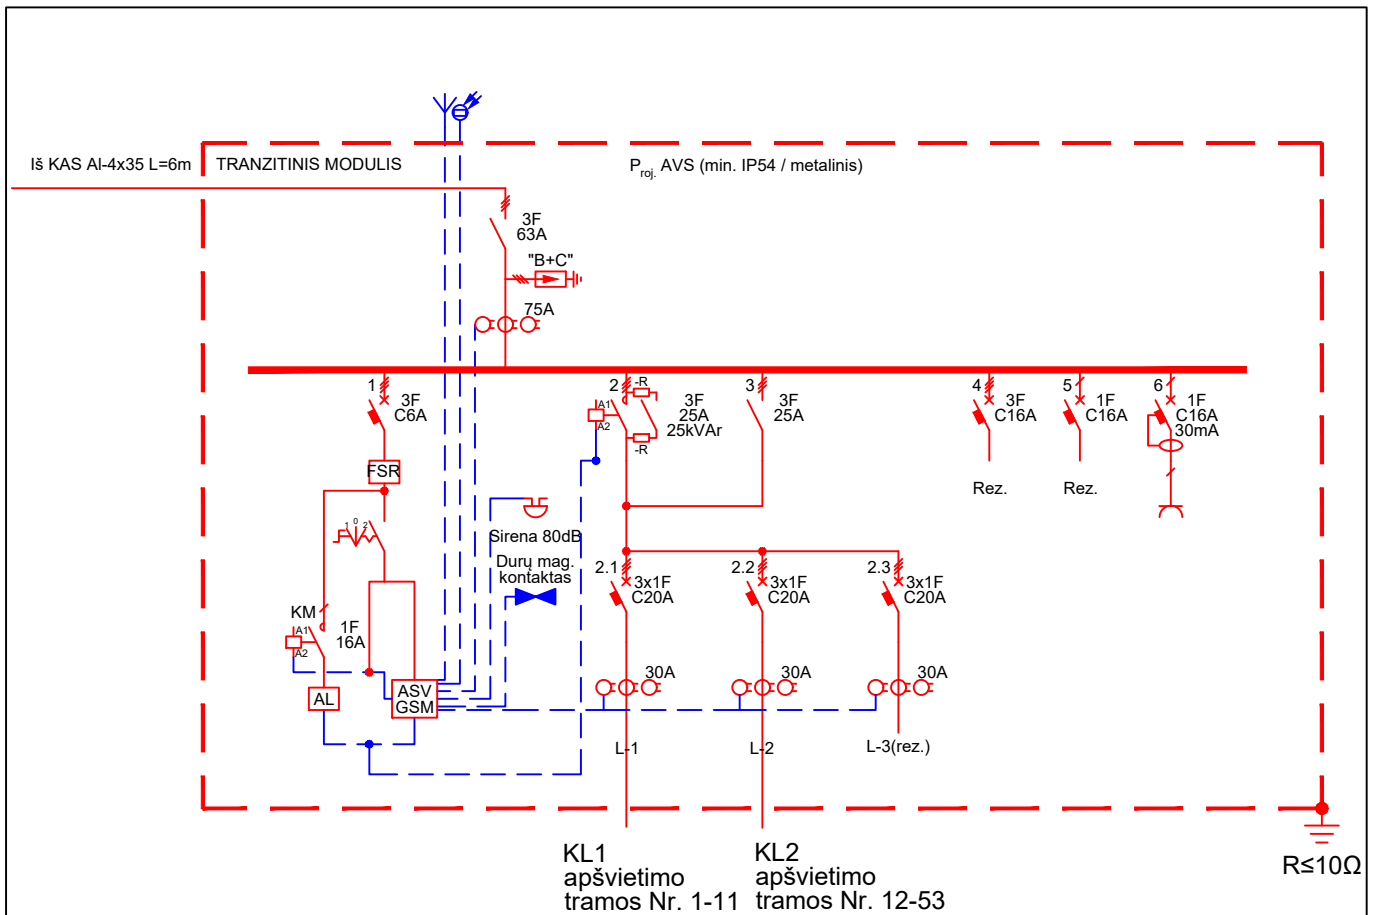 Iš KAS Al-4x35 L=6m
TRANZITINIS MODULIS
Proj. AVS (min. IP54 / metalinis)
3F
63A
"B+C"
75A
1
3F
C6A
2
-R
A1
A2
-R
3F
25A
25kVAr
3
3F
25A
4
3F
C16A
Rez.
5
1F
C16A
Rez.
6
1F
C16A
30mA
FSR
1 0 2
Sirena 80dB
Durų mag.
kontaktas
KM
A1
A2
1F
16A
AL
ASV
GSM
2.1
3x1F
C20A
2.2
3x1F
C20A
2.3
3x1F
C20A
30A
30A
30A
L-1
L-2
L-3(rez.)
KL1
apšvietimo
tramos Nr. 1-11
KL2
apšvietimo
tramos Nr. 12-53
R≤10Ω